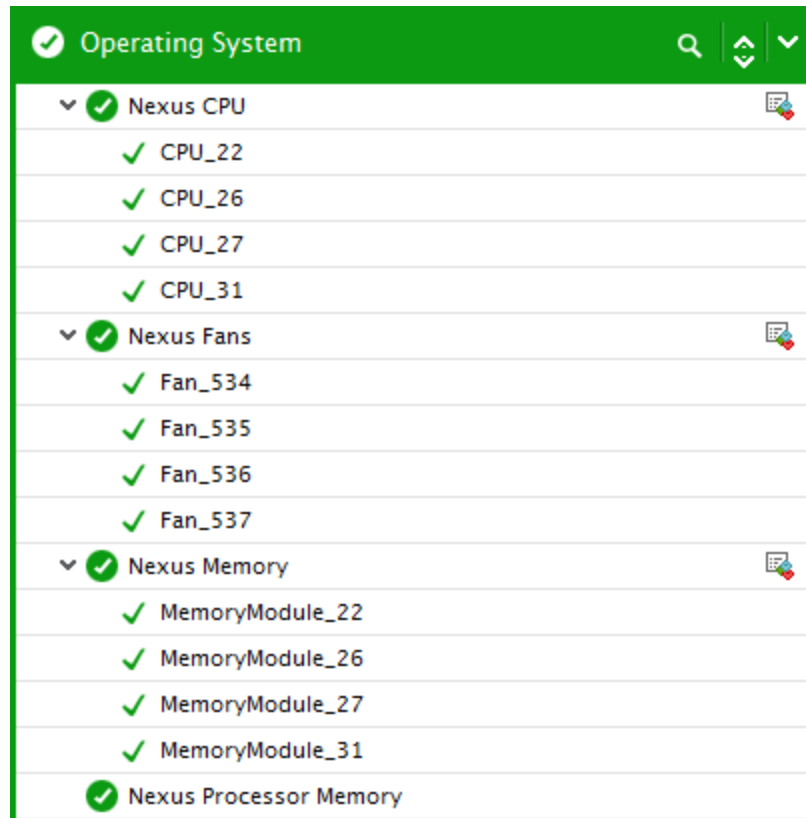 Operating System
Nexus CPU
CPU_22
CPU_26
CPU_27
CPU_31
Nexus Fans
Fan_534
Fan_535
Fan_536
Fan_537
Nexus Memory
MemoryModule_22
MemoryModule_26
MemoryModule_27
MemoryModule_31
Nexus Processor Memory